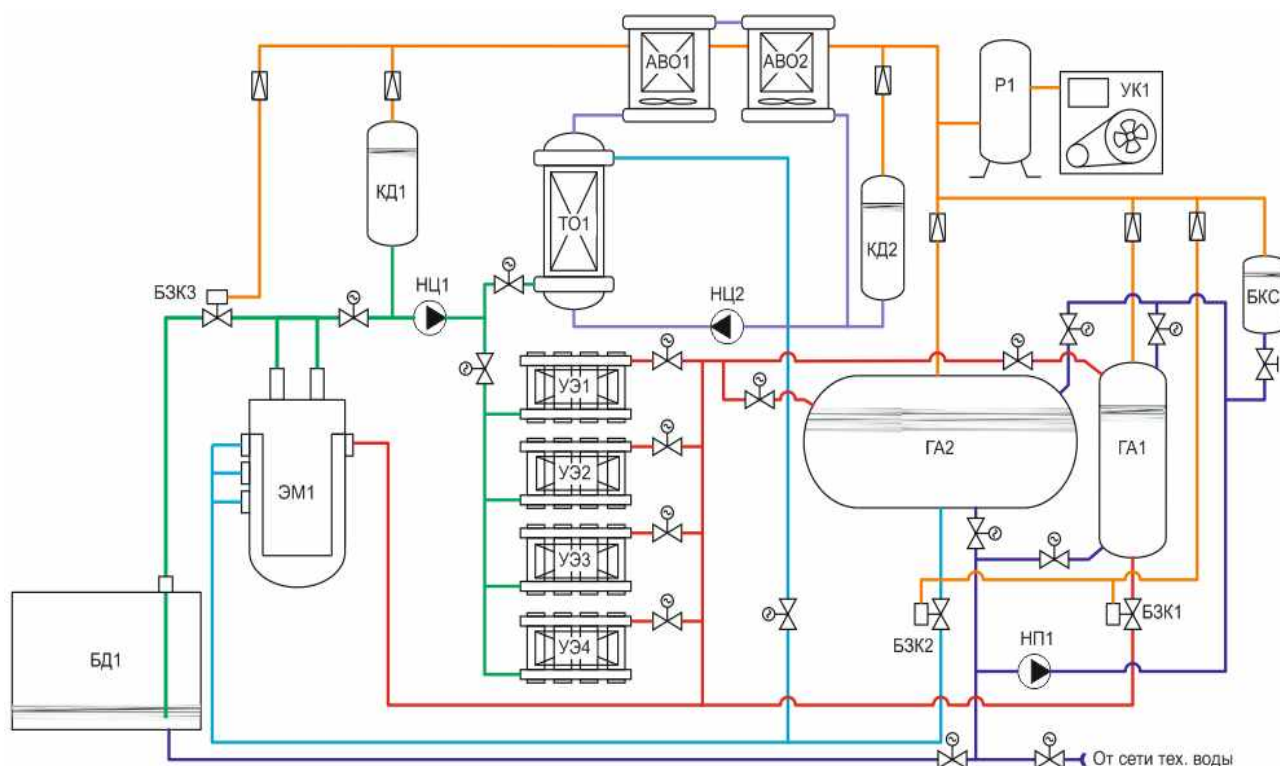 АВО1
АВО2
Р1
УК1
КД1
ТО1
КД2
БЗК3
НЦ1
НЦ2
БКС
УЭ1
ГА2
ГА1
УЭ2
ЭМ1
УЭ3
УЭ4
БЗК2
БЗК1
НП1
БД1
От сети тех. воды